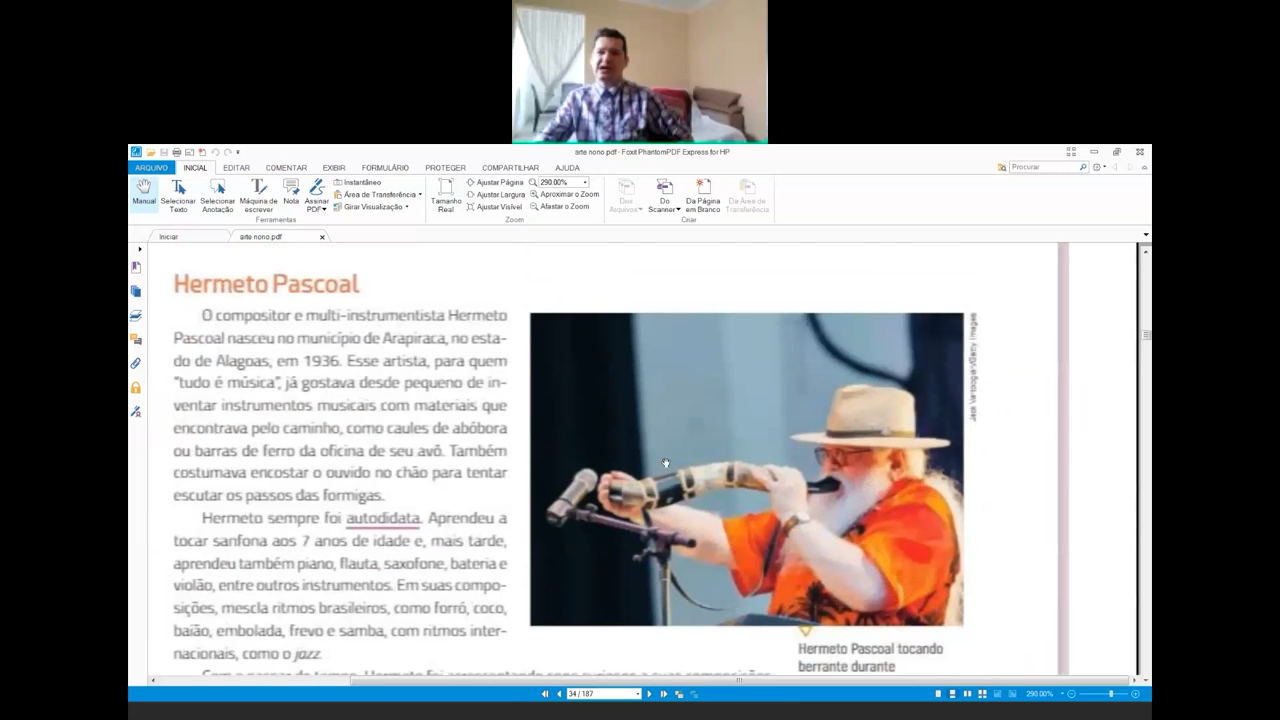 arte nono.pdf - Foxit PhantomPDF Express for HP
ARQUIVO INICIAL EDITAR COMENTAR EXIBIR FORMULÁRIO PROTEGER COMPARTILHAR AJUDA
Procurar
Manual
Selecionar Texto
Selecionar Anotação
Máquina de escrever
Nota
Assinar PDF
Instantâneo
Área de Transferência
Girar Visualização
Ferramentas
Tamanho Real
Ajustar Página
Ajustar Largura
Ajustar Visível
290.00%
Aproximar o Zoom
Afastar o Zoom
Zoom
Dos Arquivos
Do Scanner
Da Página em Branco
Da Área de Transferência
Criar
Iniciar
arte nono.pdf
Hermeto Pascoal
O compositor e multi-instrumentista Hermeto
Pascoal nasceu no município de Arapiraca, no esta-
do de Alagoas, em 1936. Esse artista, para quem
"tudo é música", já gostava desde pequeno de in-
ventar instrumentos musicais com materiais que
encontrava pelo caminho, como caules de abóbora
ou barras de ferro da oficina de seu avô. Também
costumava encostar o ouvido no chão para tentar
escutar os passos das formigas.
Hermeto sempre foi autodidata. Aprendeu a
tocar sanfona aos 7 anos de idade e, mais tarde,
aprendeu também piano, flauta, saxofone, bateria e
violão, entre outros instrumentos. Em suas compo-
sições, mescla ritmos brasileiros, como forró, coco,
baião, embolada, frevo e samba, com ritmos inter-
nacionais, como o jazz.
Hermeto Pascoal tocando
berrante durante
34 / 187
290.00%